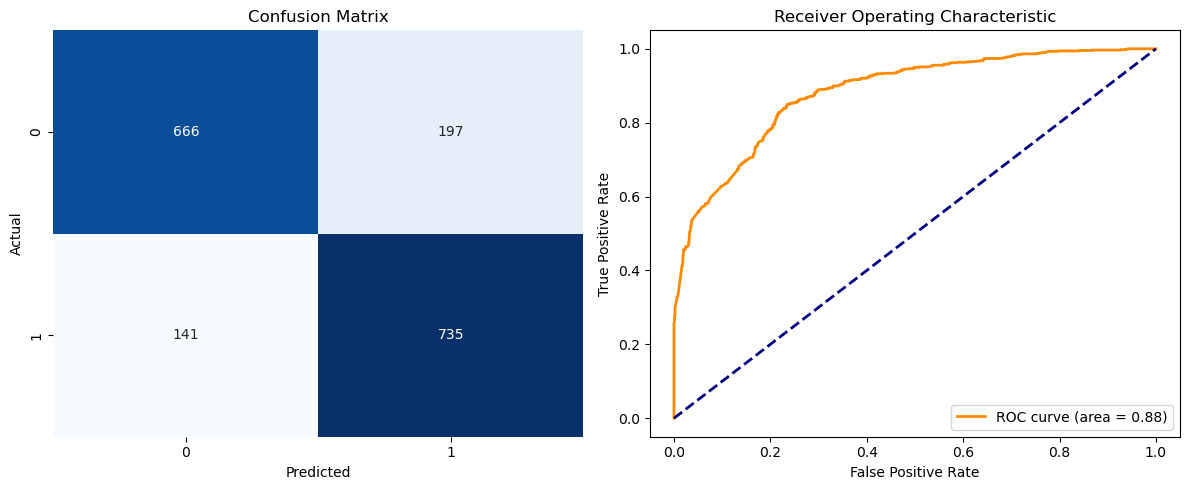 Confusion Matrix
0
666
197
Actual
1
141
735
0
1
Predicted
Receiver Operating Characteristic
1.0
0.8
0.6
0.4
0.2
0.0
True Positive Rate
ROC curve (area = 0.88)
0.0
0.2
0.4
0.6
0.8
1.0
False Positive Rate